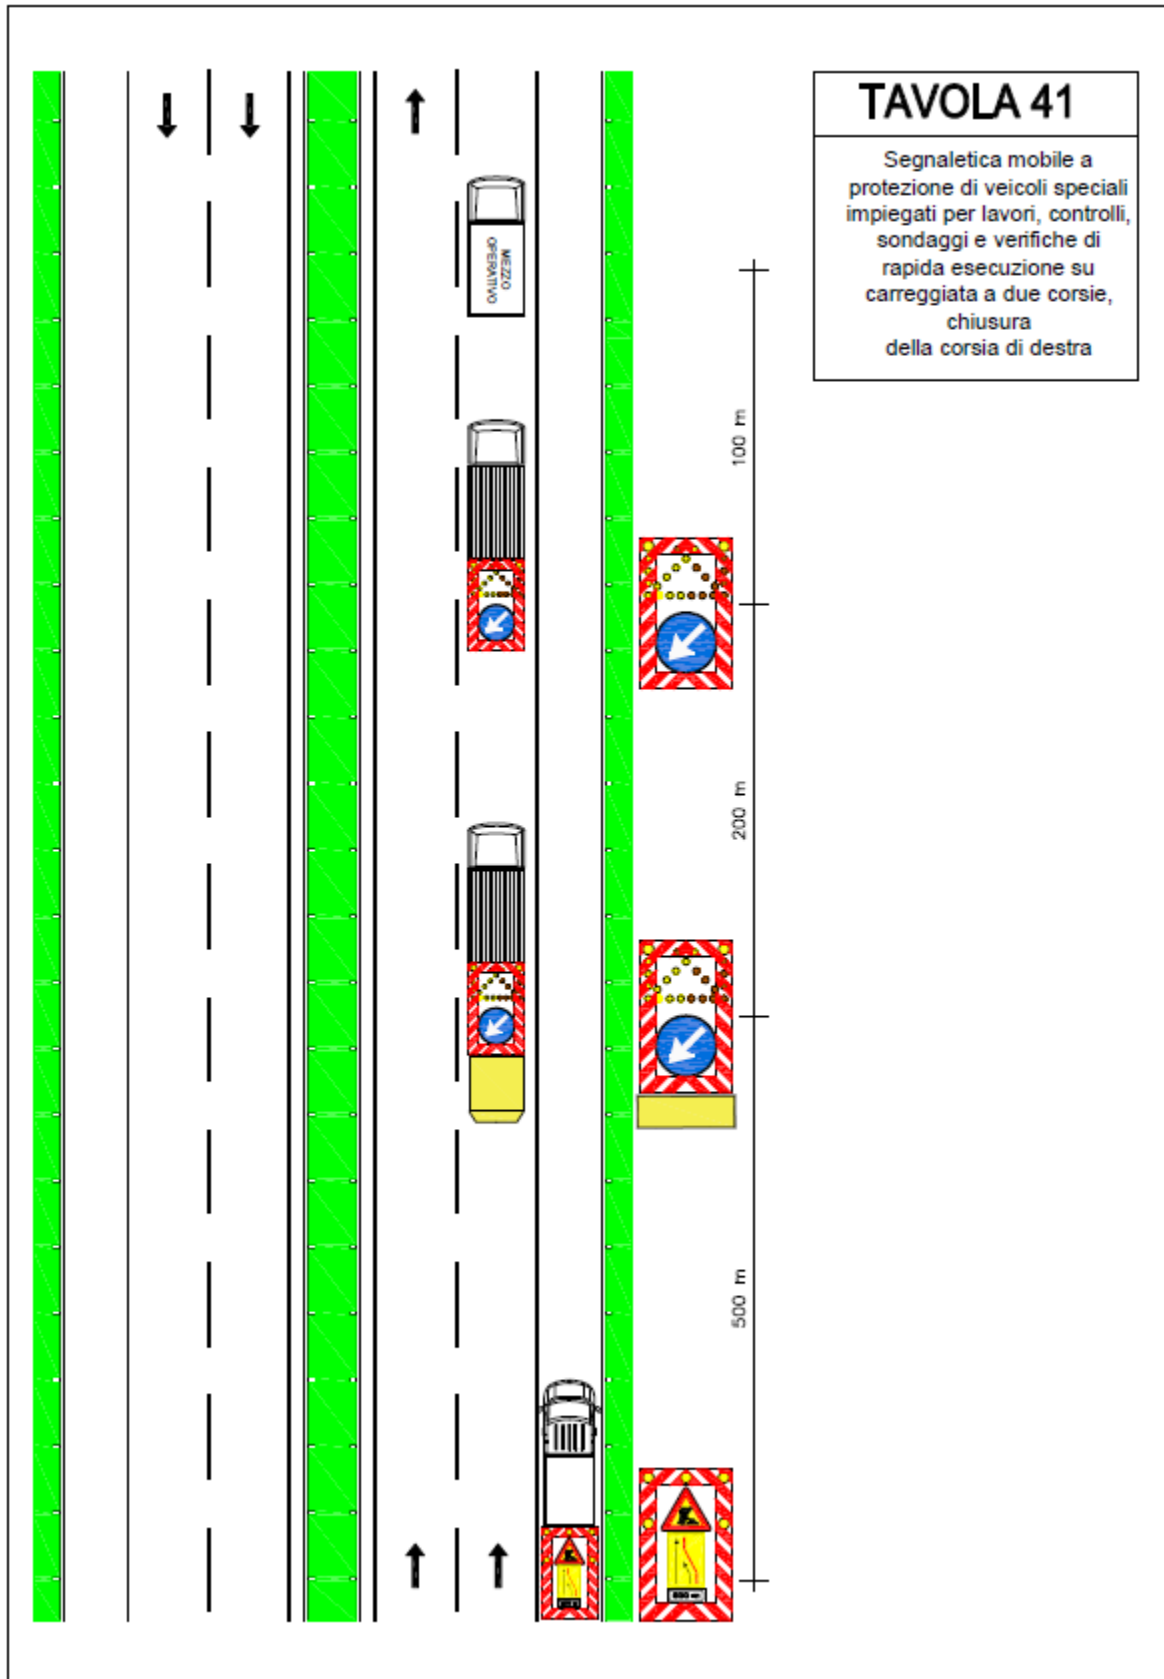 TAVOLA 41
Segnaletica mobile a
protezione di veicoli speciali
impiegati per lavori, controlli,
sondaggi e verifiche di
rapida esecuzione su
carreggiata a due corsie,
chiusura
della corsia di destra
MEZZO
OPERATIVO
100 m
200 m
500 m